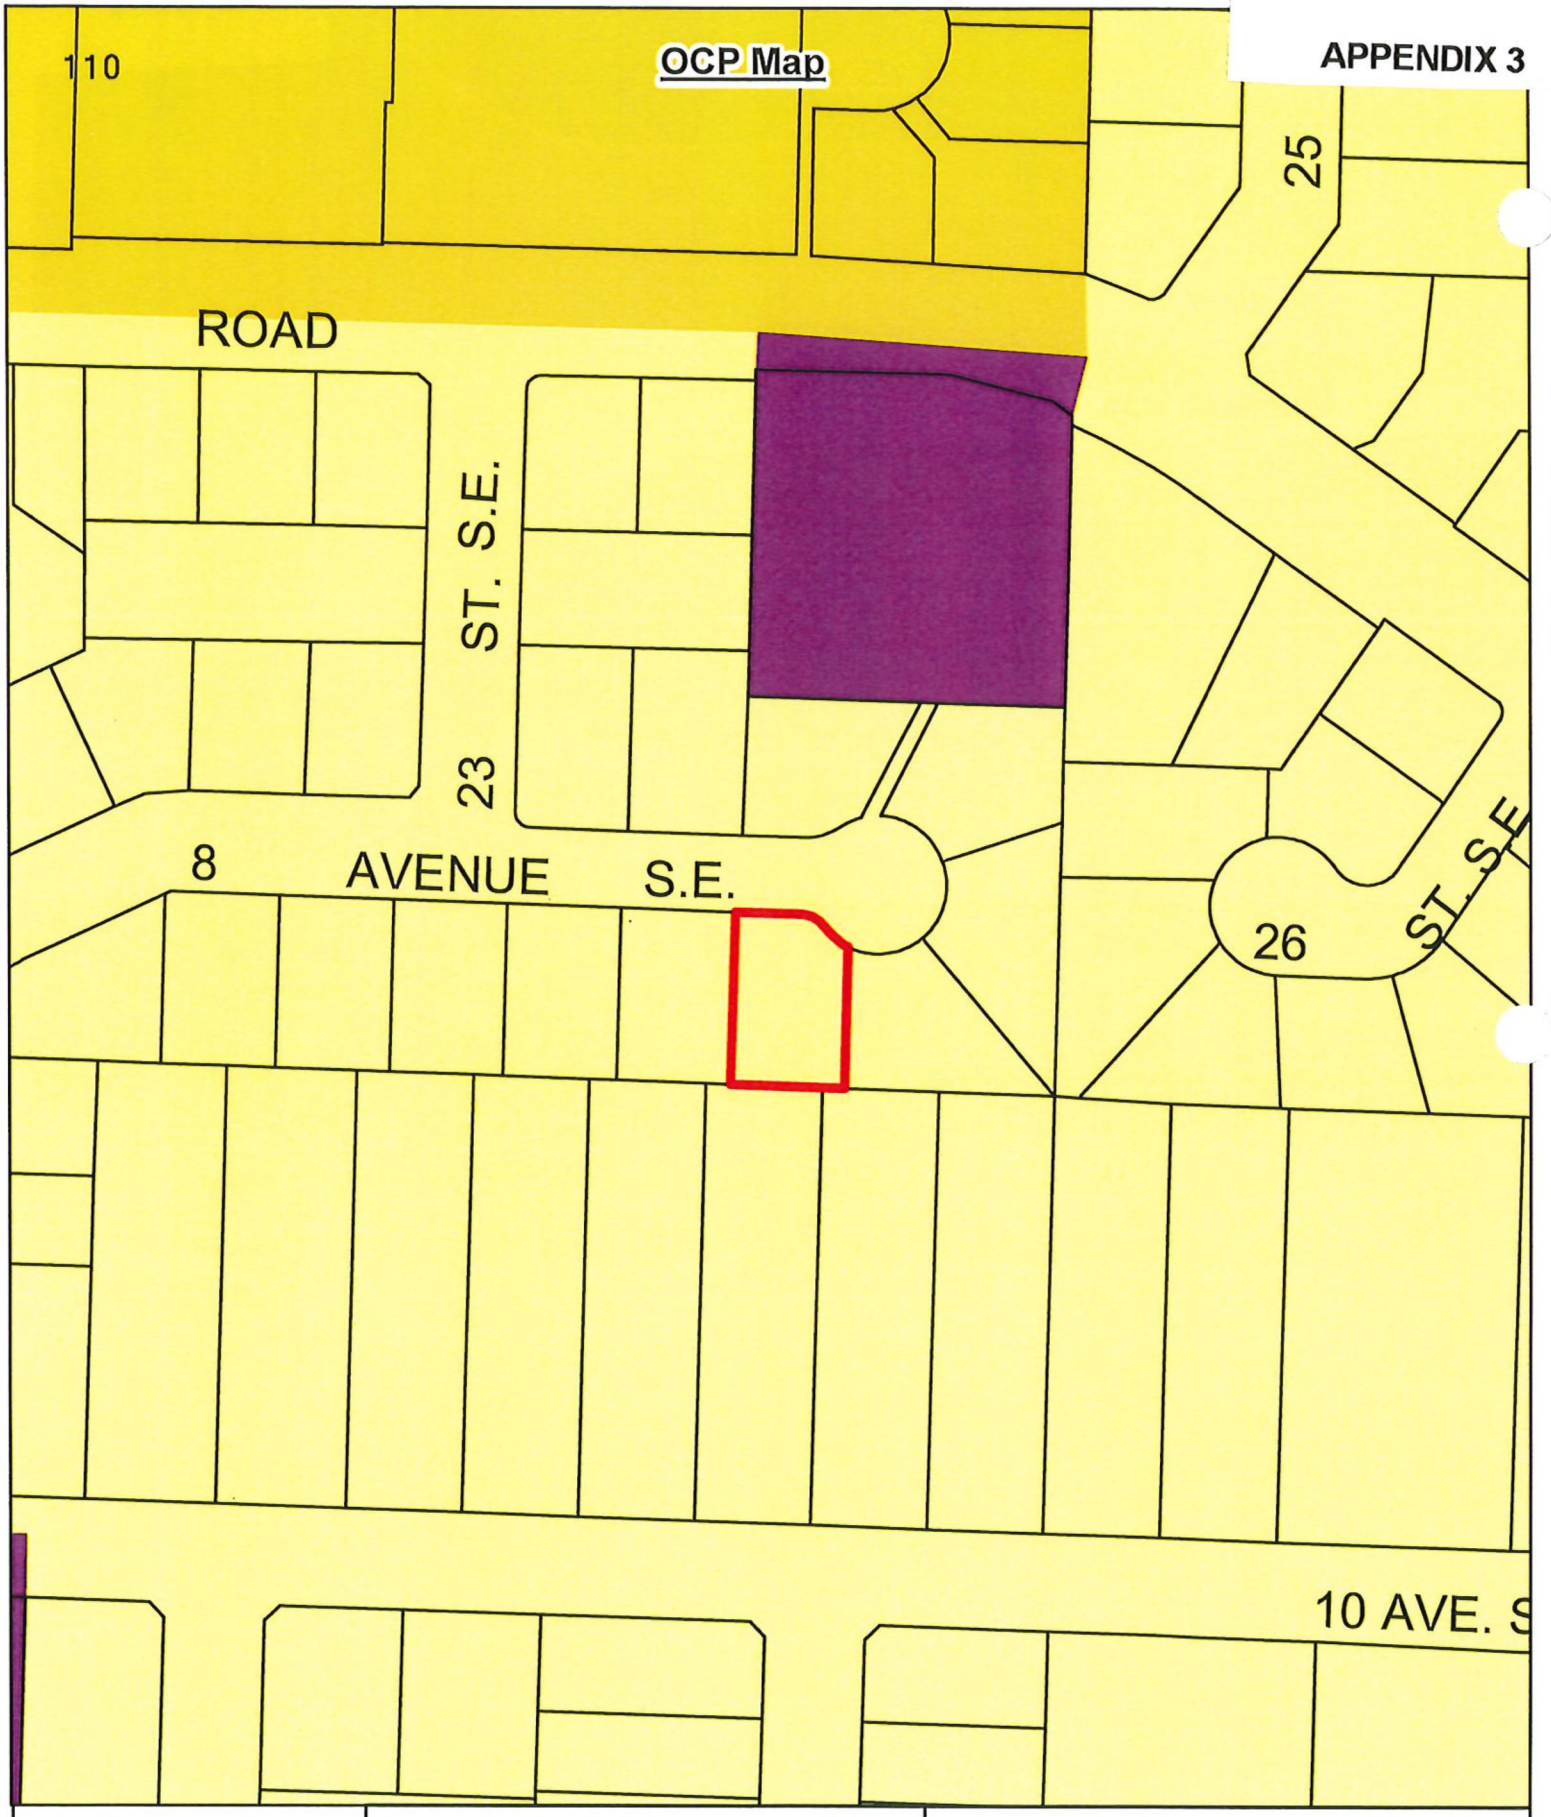 OCP Map
APPENDIX 3
110
25
ROAD
23 ST. S.E.
8 AVENUE S.E.
26 ST. S.E
10 AVE. S